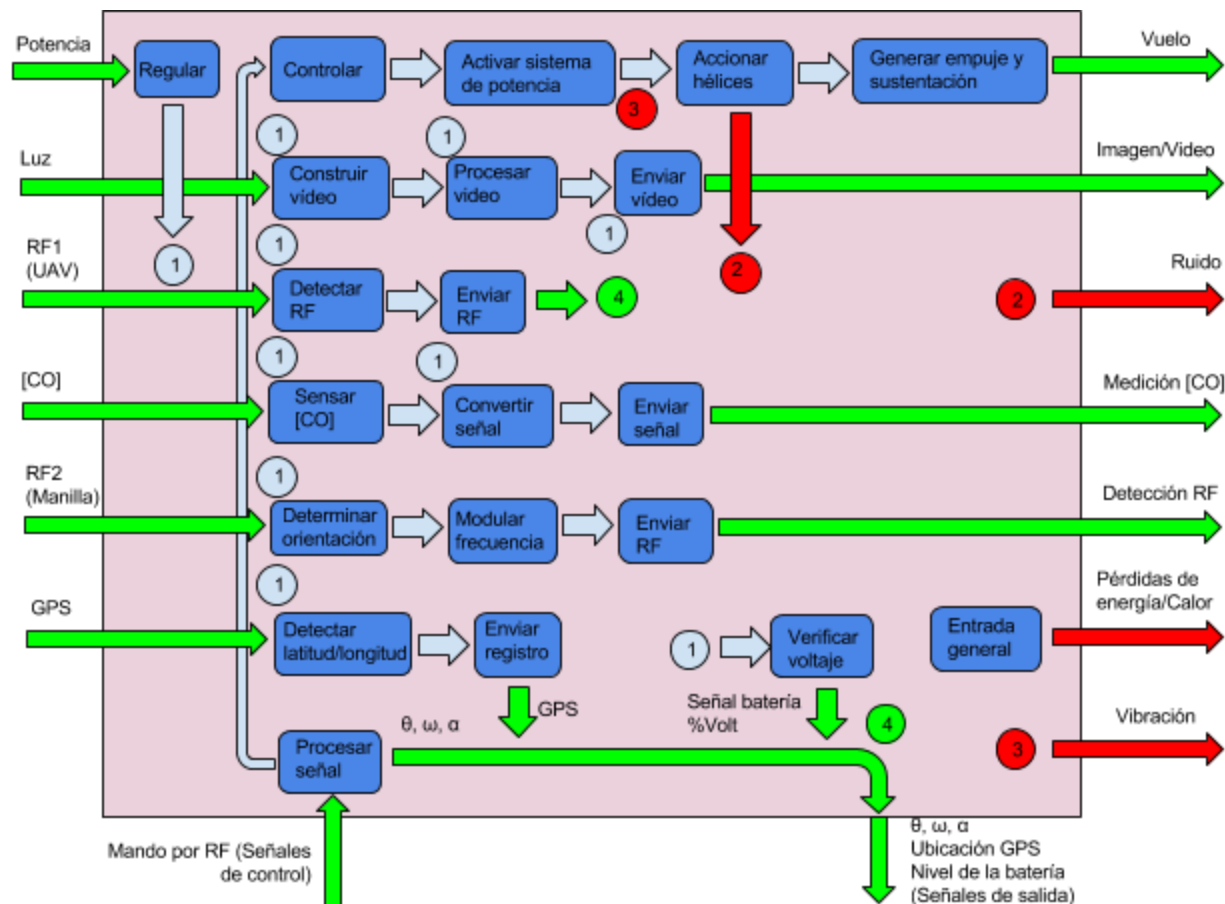 Potencia
Regular
Controlar
Activar sistema
de potencia
3
Accionar
hélices
Generar empuje y
sustentación
Vuelo
Luz
1
Construir
vídeo
1
Procesar
video
Enviar
vídeo
1
Imagen/Video
RF1
(UAV)
1
1
Detectar
RF
Enviar
RF
4
2
2
Ruido
[CO]
1
Sensar
[CO]
1
Convertir
señal
Enviar
señal
Medición [CO]
RF2
(Manilla)
1
Determinar
orientación
Modular
frecuencia
Enviar
RF
Detección RF
GPS
1
Detectar
latitud/longitud
Enviar
registro
1
Verificar
voltaje
Entrada
general
Pérdidas de
energía/Calor
GPS
Señal batería
%Volt
4
Procesar
señal
θ, ω, α
3
Vibración
Mando por RF (Señales
de control)
θ, ω, α
Ubicación GPS
Nivel de la batería
(Señales de salida)